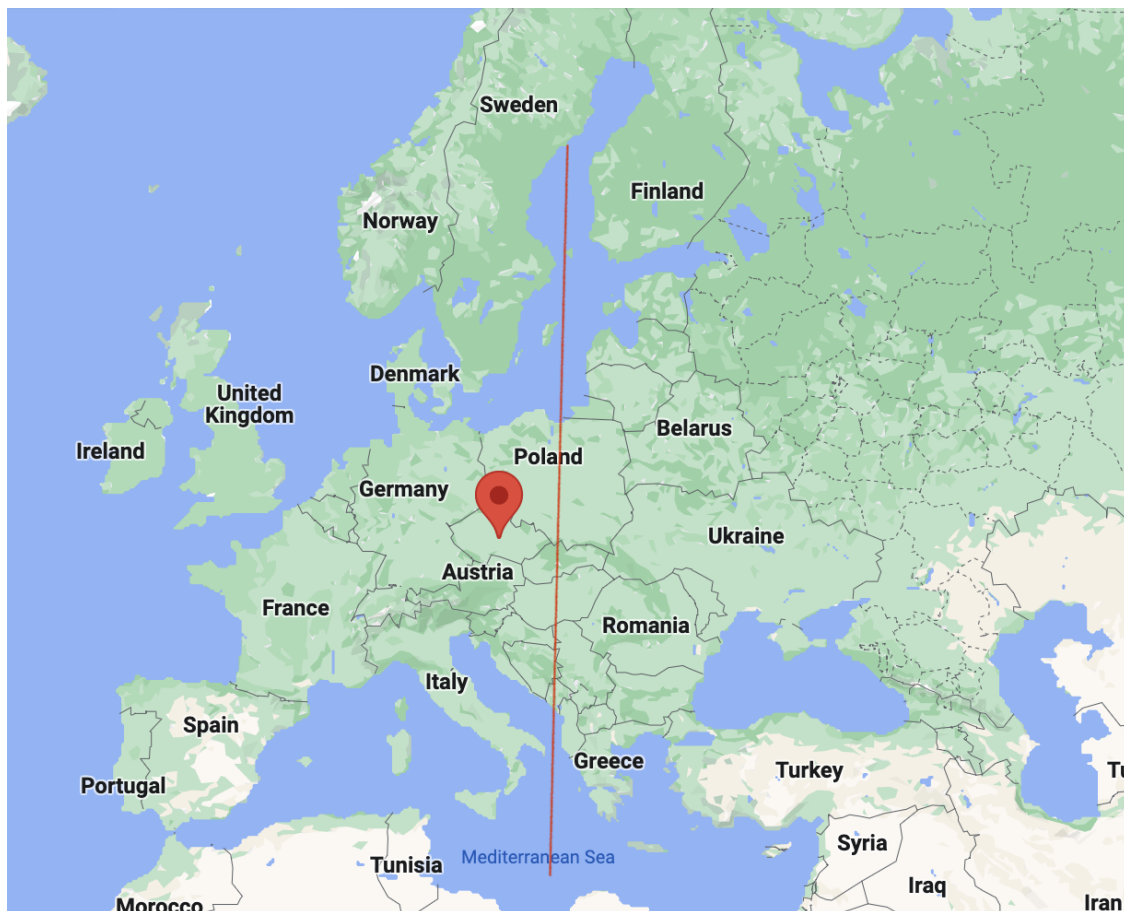 Sweden
Finland
Norway
Denmark
United
Kingdom
Ireland
Belarus
Poland
Germany
Ukraine
Austria
France
Romania
Italy
Spain
Greece
Turkey
Portugal
Tu
Syria
Mediterranean Sea
Tunisia
Iraq
Iran
Morocco